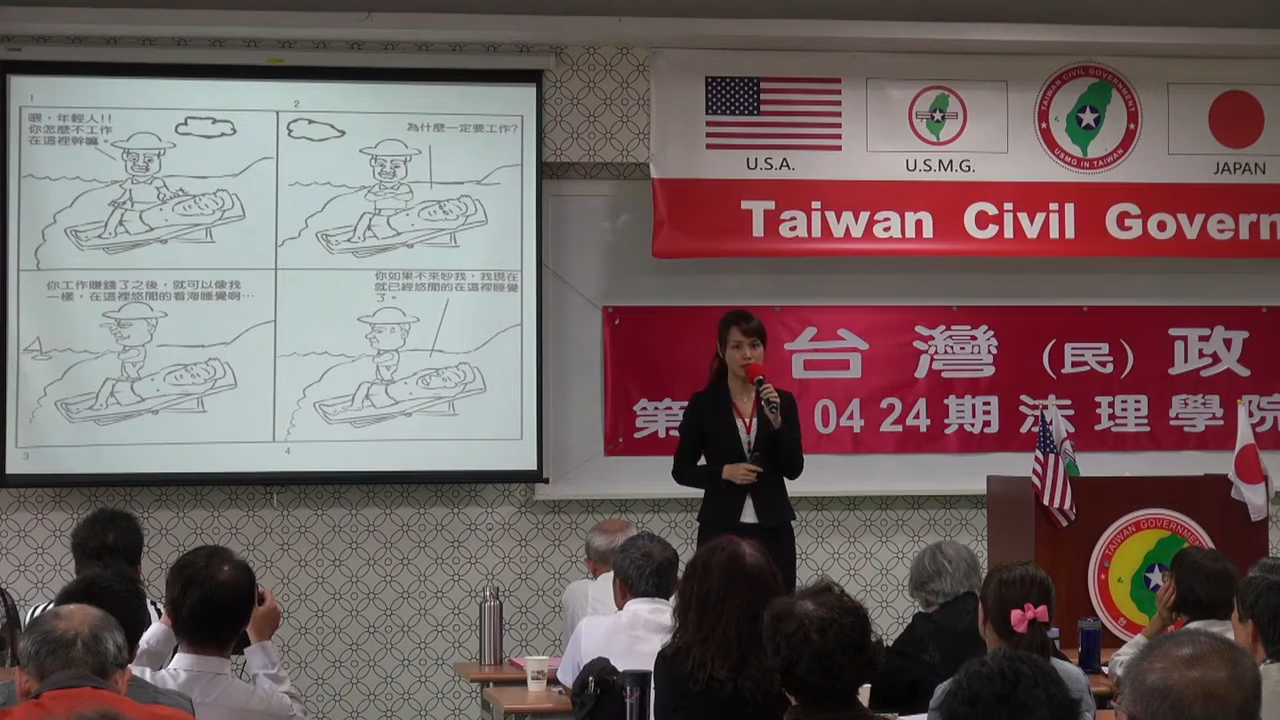 1
喂，年輕人!!
你怎麼不工作
在這裡幹嘛。
2
為什麼一定要工作?
你工作賺錢了之後，就可以像我
一樣，在這裡悠閒的看海睡覺啊…
3
你如果不來吵我，我現在
就已經悠閒的在這裡睡覺
了。
4
U.S.A.
U.S.M.G.
TAIWAN CIVIL GOVERNMENT
USMG IN TAIWAN
JAPAN
Taiwan Civil Govern
台灣(民)政
第 04 24期法理學院
TAIWAN GOVERNMENT